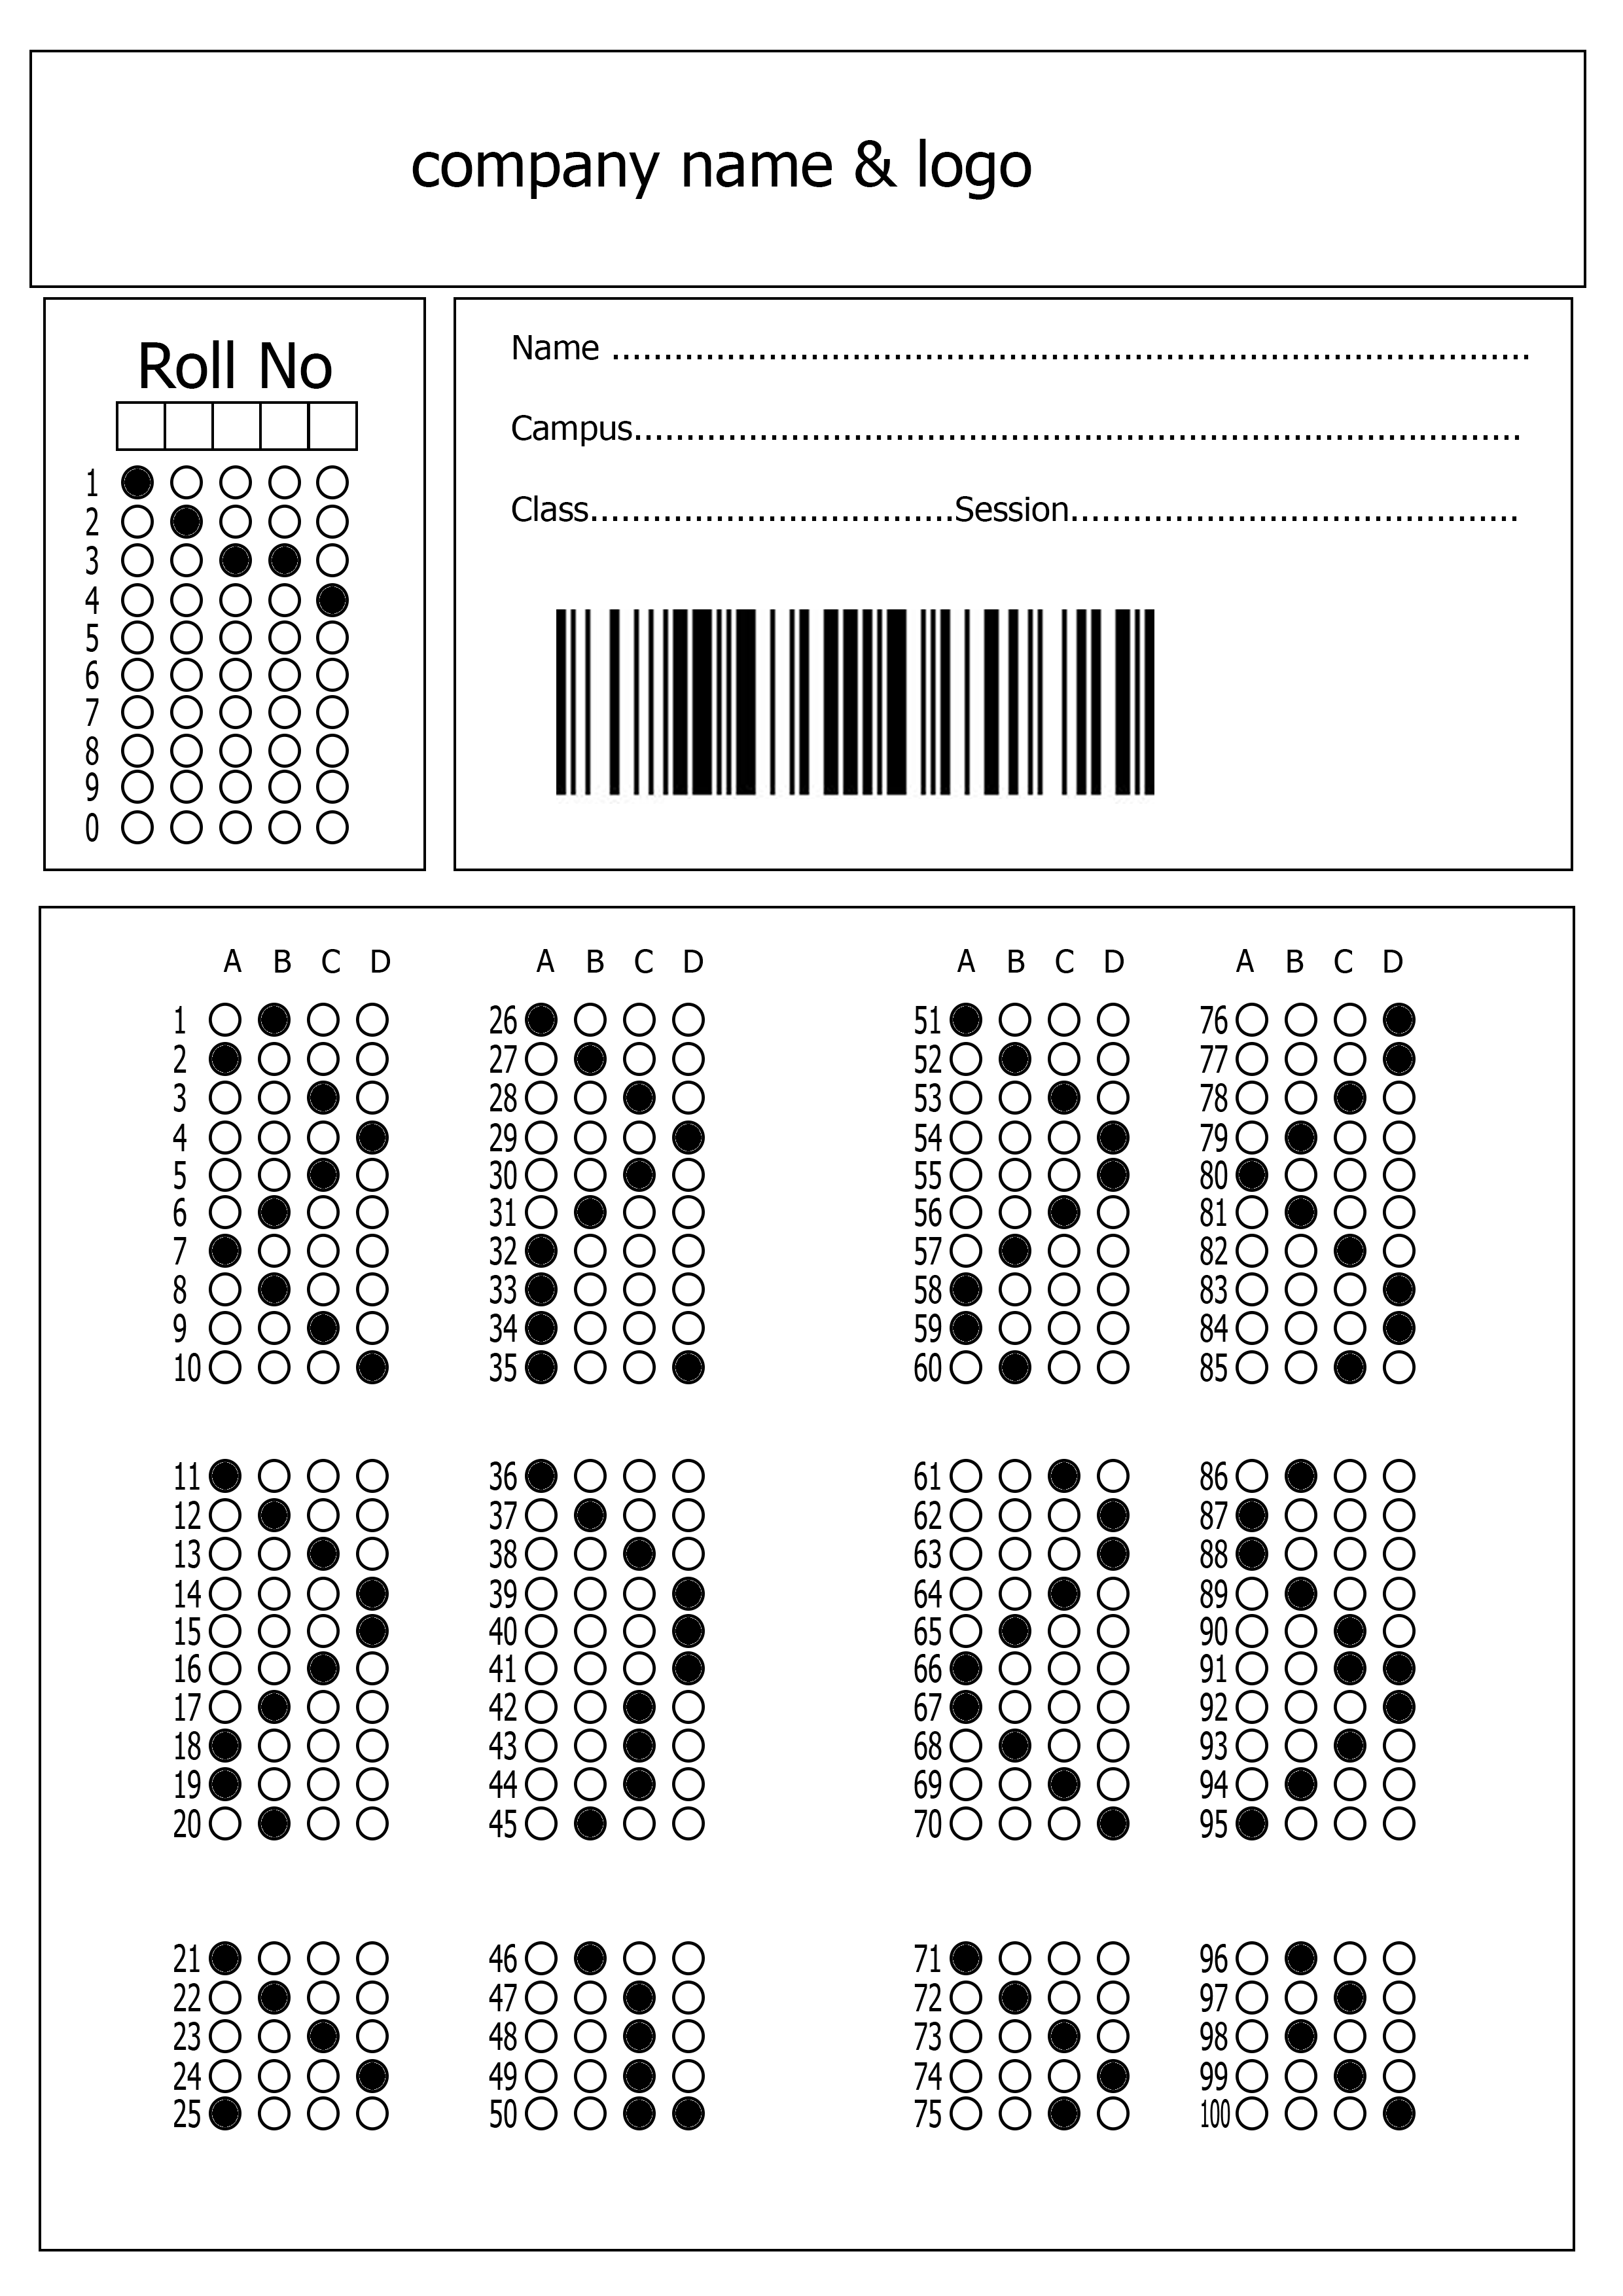 company name & logo
Roll No
1
2
3
4
5
6
7
8
9
0
Name ........................................................................................
Campus.....................................................................................
Class...................................Session...........................................
A B C D A B C D A B C D A B C D
1 26 51 76
2 27 52 77
3 28 53 78
4 29 54 79
5 30 55 80
6 31 56 81
7 32 57 82
8 33 58 83
9 34 59 84
10 35 60 85
11 36 61 86
12 37 62 87
13 38 63 88
14 39 64 89
15 40 65 90
16 41 66 91
17 42 67 92
18 43 68 93
19 44 69 94
20 45 70 95
21 46 71 96
22 47 72 97
23 48 73 98
24 49 74 99
25 50 75 100